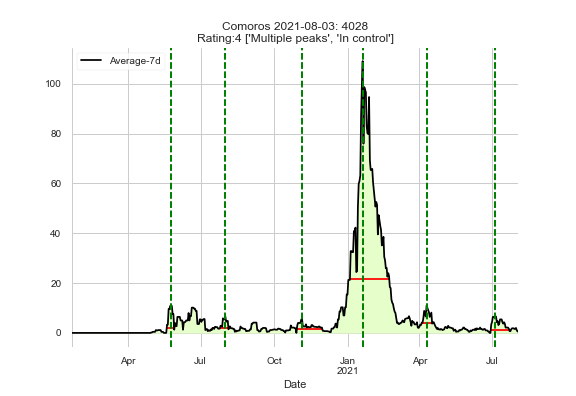 Comoros 2021-08-03: 4028
Rating:4 ['Multiple peaks', 'In control']
Average-7d
100
80
60
40
20
0
Apr
Jul
Oct
Jan
2021
Apr
Jul
Date